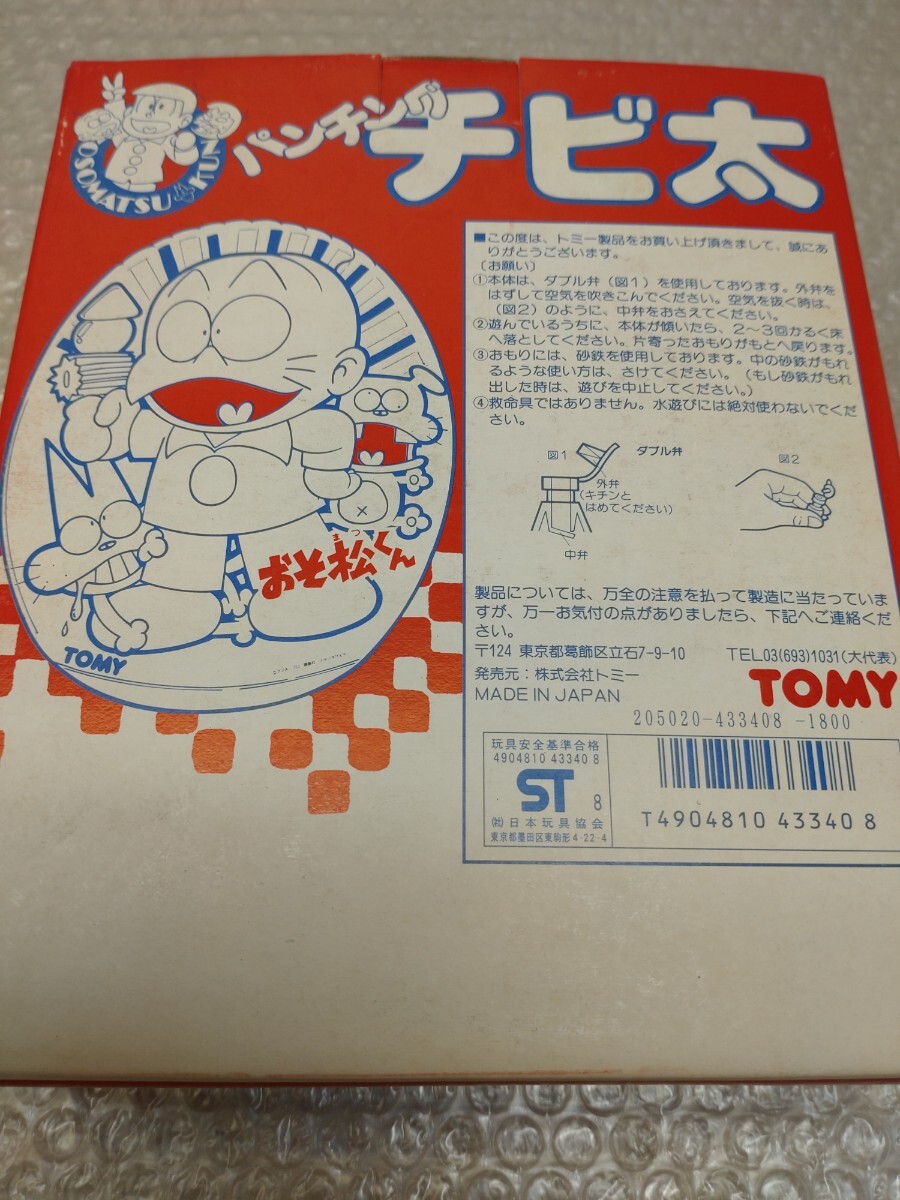 OSOMATSU KUN
パンチング
チビ太
おそ松くん
まつ
TOMY
■この度は、トミー製品をお買い上げ頂きまして、誠にあ
りがとうございます。
〔お願い〕
①本体は、ダブル弁（図1）を使用しております。外弁を
はずして空気を吹きこんでください。空気を抜く時は、
（図2）のように、中弁をおさえてください。
②遊んでいるうちに、本体が傾いたら、2〜3回かるく床
へ落としてください。片寄ったおもりがもとへ戻ります。
③おもりには、砂鉄を使用しております。中の砂鉄がもれ
るような使い方は、さけてください。（もし砂鉄がもれ
出した時は、遊びを中止してください。）
④救命具ではありません。水遊びには絶対使わないでくだ
さい。
図1
ダブル弁
外弁
（キチンと
はめてください）
中弁
図2
製品については、万全の注意を払って製造に当たっていま
すが、万一お気付の点がありましたら、下記へご連絡くだ
さい。
〒124 東京都葛飾区立石7-9-10 TEL03(693)1031(大代表)
発売元：株式会社トミー
MADE IN JAPAN
TOMY
205020-433408 -1800
玩具安全基準合格
4904810 43340 8
ST 8
㈳日本玩具協会
東京都墨田区東駒形4-22-4
T4904810 43340 8